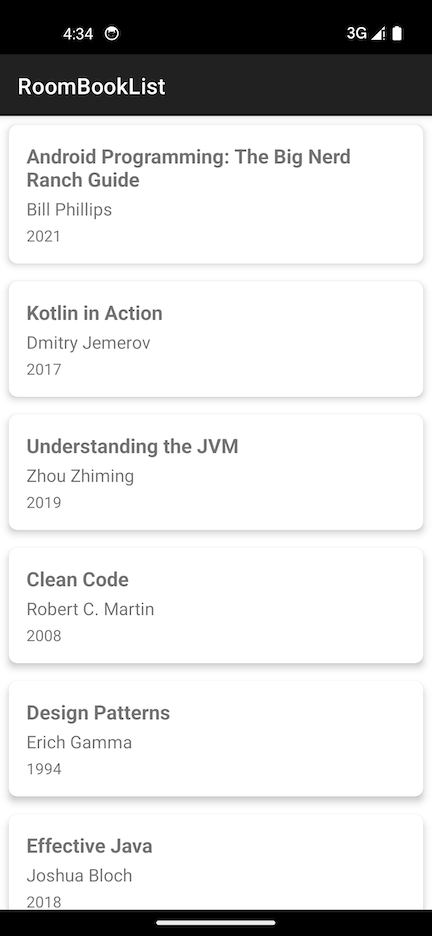 4:34
3G
RoomBookList
Android Programming: The Big Nerd
Ranch Guide
Bill Phillips
2021
Kotlin in Action
Dmitry Jemerov
2017
Understanding the JVM
Zhou Zhiming
2019
Clean Code
Robert C. Martin
2008
Design Patterns
Erich Gamma
1994
Effective Java
Joshua Bloch
2018